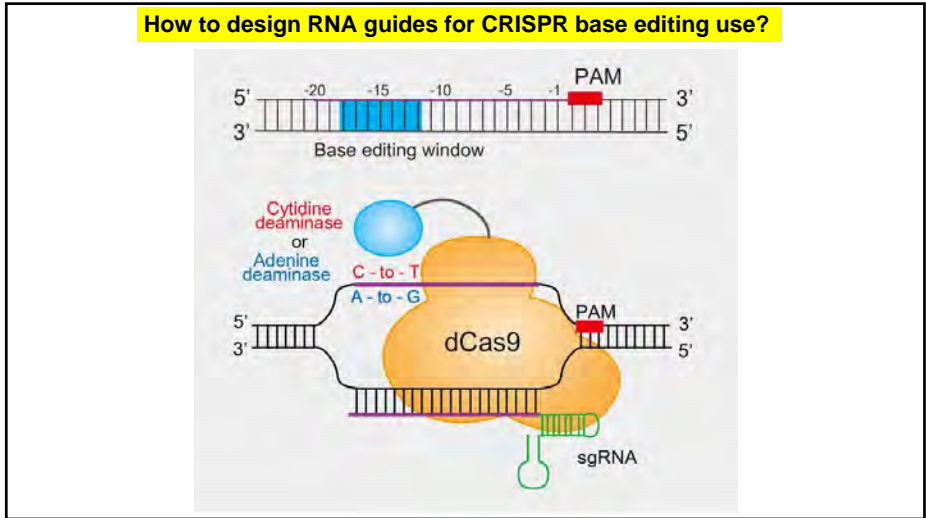 How to design RNA guides for CRISPR base editing use?
PAM
5' -20 -15 -10 -5 -1 3'
3' 5'
Base editing window
Cytidine
deaminase
or
Adenine
deaminase
C - to - T
A - to - G
PAM
5' 3'
3' dCas9 5'
sgRNA